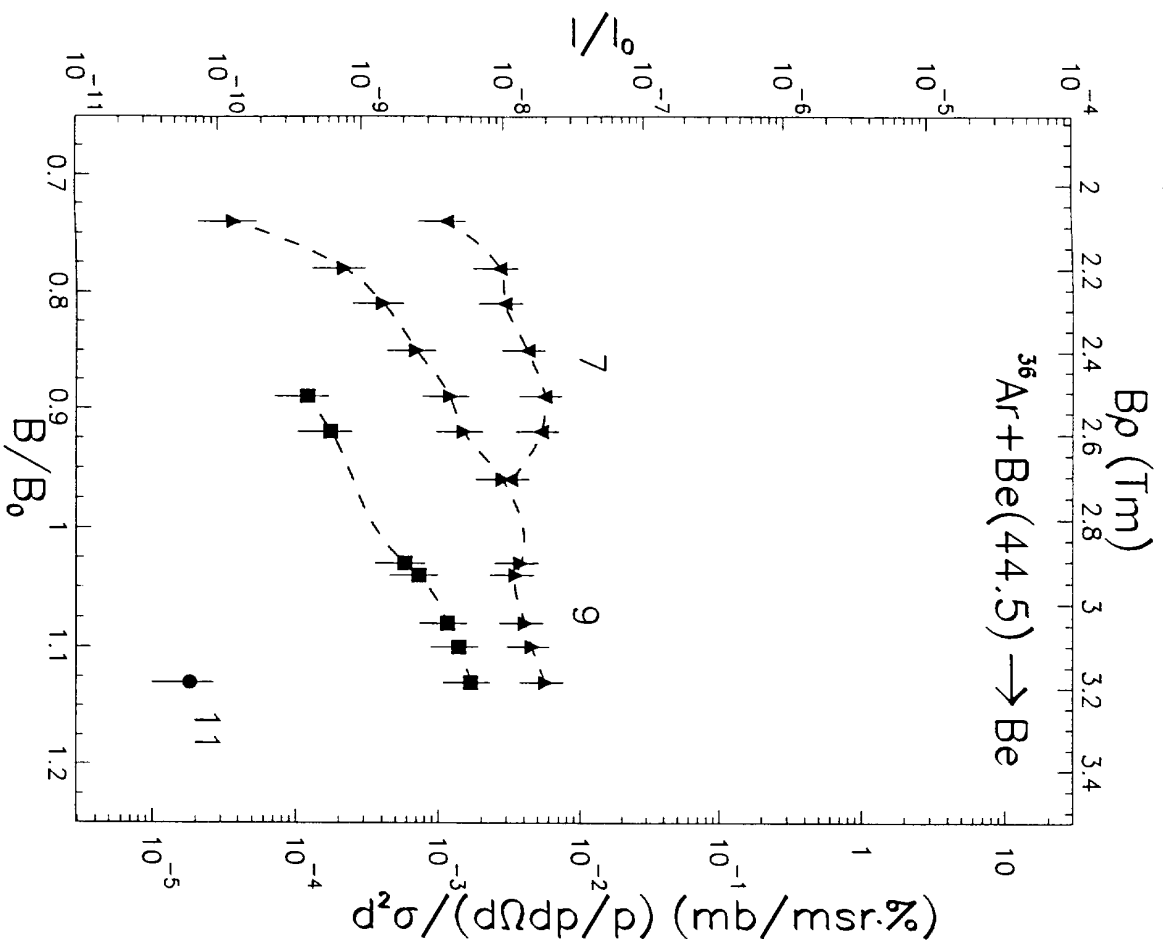 Bρ (Tm)
2 2.2 2.4 2.6 2.8 3 3.2 3.4
³⁶Ar+Be(44,5) → Be
I/I₀
10⁻⁴
10⁻⁵
10⁻⁶
10⁻⁷
10⁻⁸
10⁻⁹
10⁻¹⁰
10⁻¹¹
7
9
11
10
1
10⁻¹
10⁻²
10⁻³
10⁻⁴
10⁻⁵
d²σ/(dΩdp/p) (mb/msr.%)
0.7 0.8 0.9 1 1.1 1.2
B/B₀